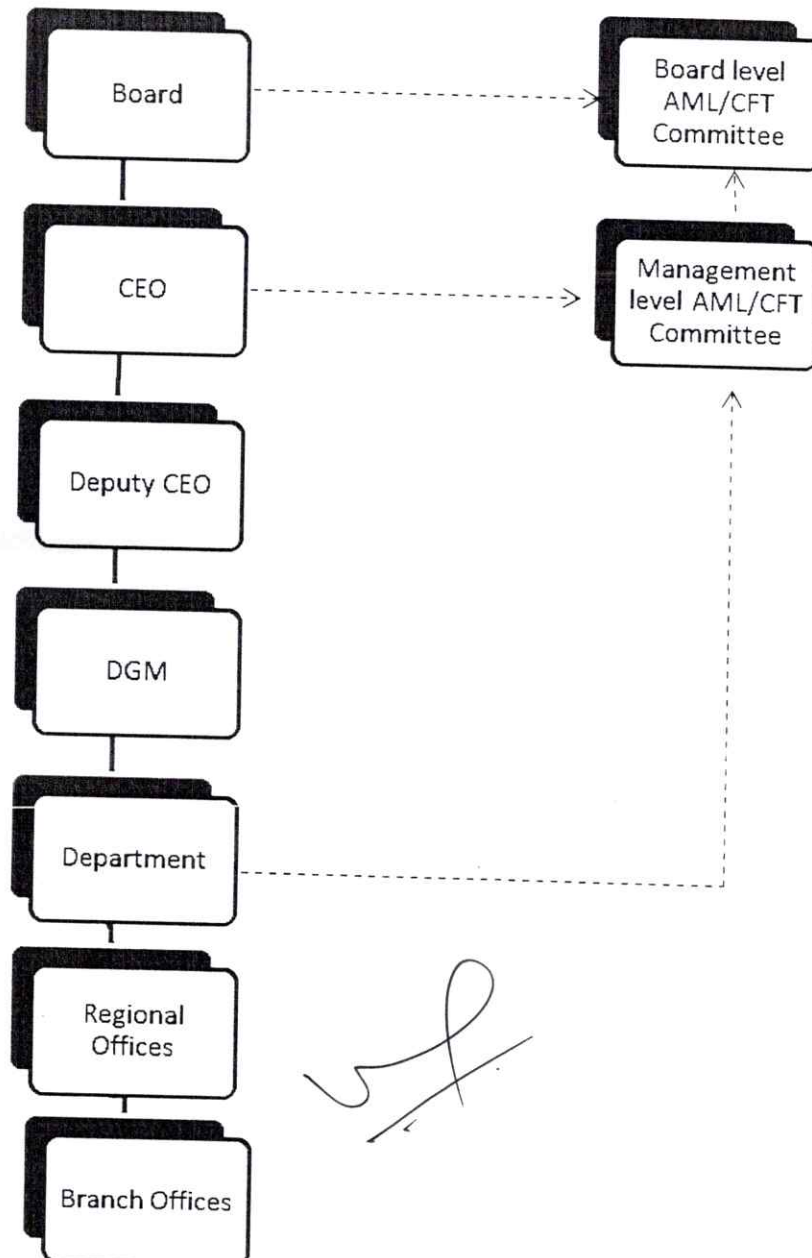 Board
Board level
AML/CFT
Committee
CEO
Management
level AML/CFT
Committee
Deputy CEO
DGM
Department
Regional
Offices
Branch Offices